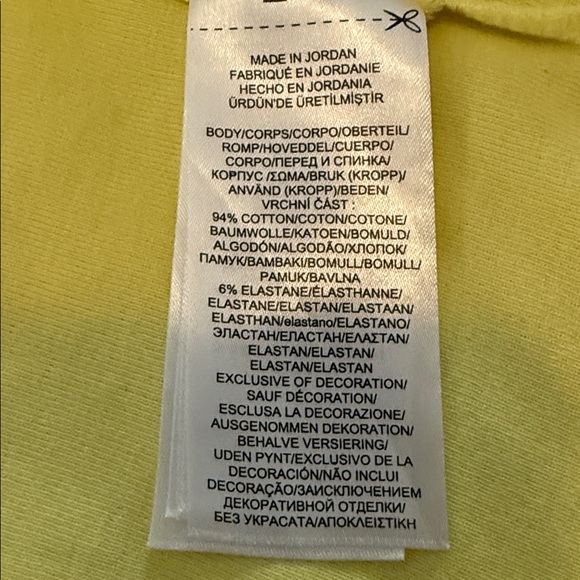 MADE IN JORDAN
FABRIQUÉ EN JORDANIE
HECHO EN JORDANIA
ÜRDÜN'DE ÜRETİLMİŞTİR
BODY/CORPS/CORPO/OBERTEIL/
ROMP/HOVEDDEL/CUERPO/
CORPO/ПЕРЕД И СПИНКА/
КОРПУС /ΣΩΜΑ/BRUK (KROPP)/
ANVÄND (KROPP)/BEDEN/
VRCHNÍ ČÁST :
94% COTTON/COTON/COTONE/
BAUMWOLLE/KATOEN/BOMULD/
ALGODÓN/ALGODÃO/ХЛОПОК/
ПАМУК/ΒΑΜΒΑΚΙ/BOMULL/BOMULL/
PAMUK/BAVLNA
6% ELASTANE/ÉLASTHANNE/
ELASTANE/ELASTAN/ELASTAAN/
ELASTHAN/elastano/ELASTANO/
ЭЛАСТАН/ЕЛАСТАН/ΕΛΑΣΤΑΝ/
ELASTAN/ELASTAN/
ELASTAN/ELASTAN
EXCLUSIVE OF DECORATION/
SAUF DÉCORATION/
ESCLUSA LA DECORAZIONE/
AUSGENOMMEN DEKORATION/
BEHALVE VERSIERING/
UDEN PYNT/EXCLUSIVO DE LA
DECORACIÓN/NÃO INCLUI
DECORAÇÃO/ЗАИСКЛЮЧЕНИЕМ
ДЕКОРАТИВНОЙ ОТДЕЛКИ/
БЕЗ УКРАСАТА/ΑΠΟΚΛΕΙΣΤΙΚΗ